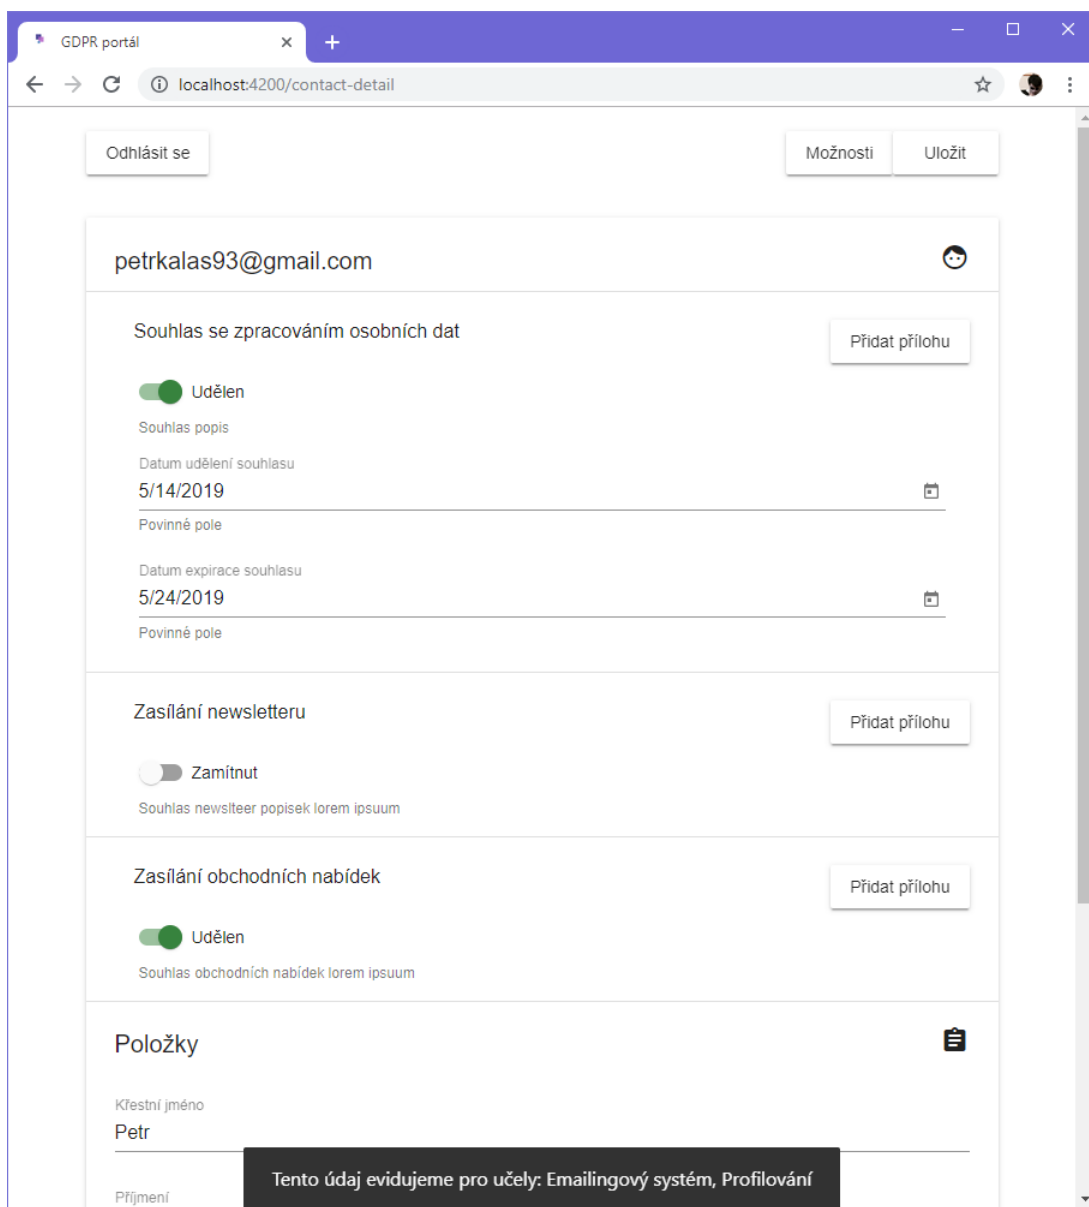 GDPR portál
localhost:4200/contact-detail
Odhlásit se
Možnosti
Uložit
petrkalas93@gmail.com
Souhlas se zpracováním osobních dat
Přidat přílohu
Udělen
Souhlas popis
Datum udělení souhlasu
5/14/2019
Povinné pole
Datum expirace souhlasu
5/24/2019
Povinné pole
Zasílání newsletteru
Přidat přílohu
Zamítnut
Souhlas newslteer popisek lorem ipsuum
Zasílání obchodních nabídek
Přidat přílohu
Udělen
Souhlas obchodních nabídek lorem ipsuum
Položky
Křestní jméno
Petr
Tento údaj evidujeme pro učely: Emailingový systém, Profilování
Příjmení